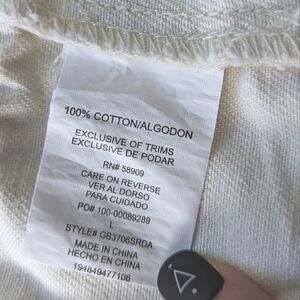 100% COTTON/ALGODON
EXCLUSIVE OF TRIMS
EXCLUSIVE DE PODAR
RN# 58909
CARE ON REVERSE
VER AL DORSO
PARA CUIDADO
PO# 100-00089289
L
STYLE# GB3706SRDA
MADE IN CHINA
HECHO EN CHINA
194849477106